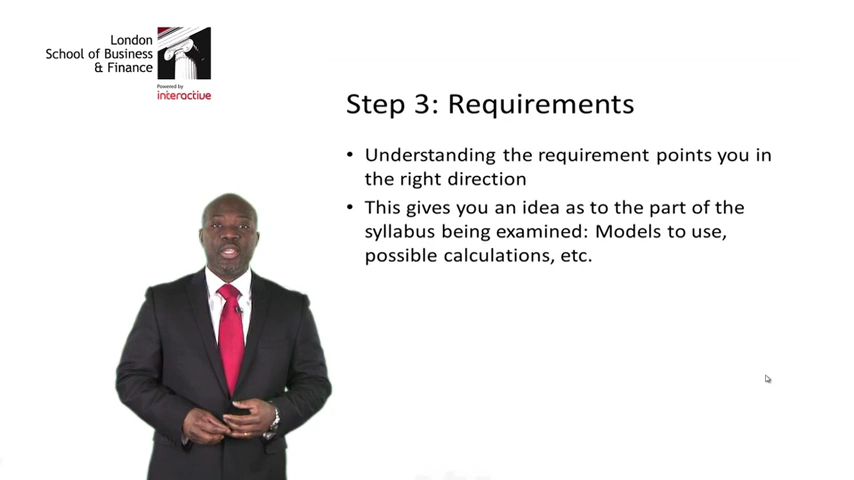 London
School of Business
& Finance
Powered by
interactive
Step 3: Requirements
• Understanding the requirement points you in
the right direction
• This gives you an idea as to the part of the
syllabus being examined: Models to use,
possible calculations, etc.